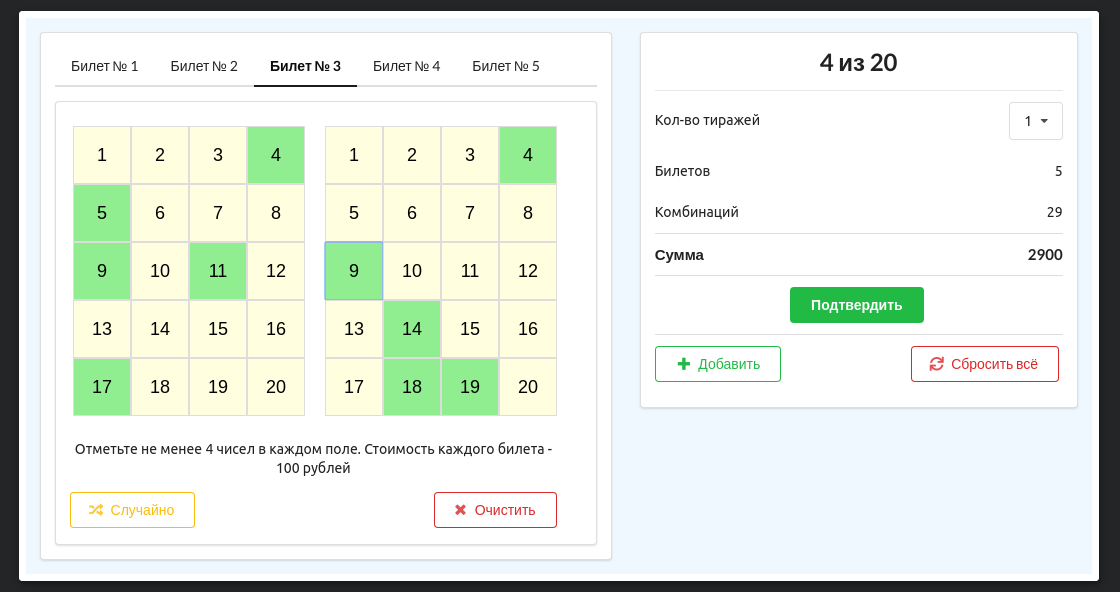 Билет № 1 Билет № 2 Билет № 3 Билет № 4 Билет № 5
1 2 3 4 1 2 3 4
5 6 7 8 5 6 7 8
9 10 11 12 9 10 11 12
13 14 15 16 13 14 15 16
17 18 19 20 17 18 19 20
Отметьте не менее 4 чисел в каждом поле. Стоимость каждого билета -
100 рублей
Случайно Очистить
4 из 20
Кол-во тиражей 1
Билетов 5
Комбинаций 29
Сумма 2900
Подтвердить
Добавить Сбросить всё